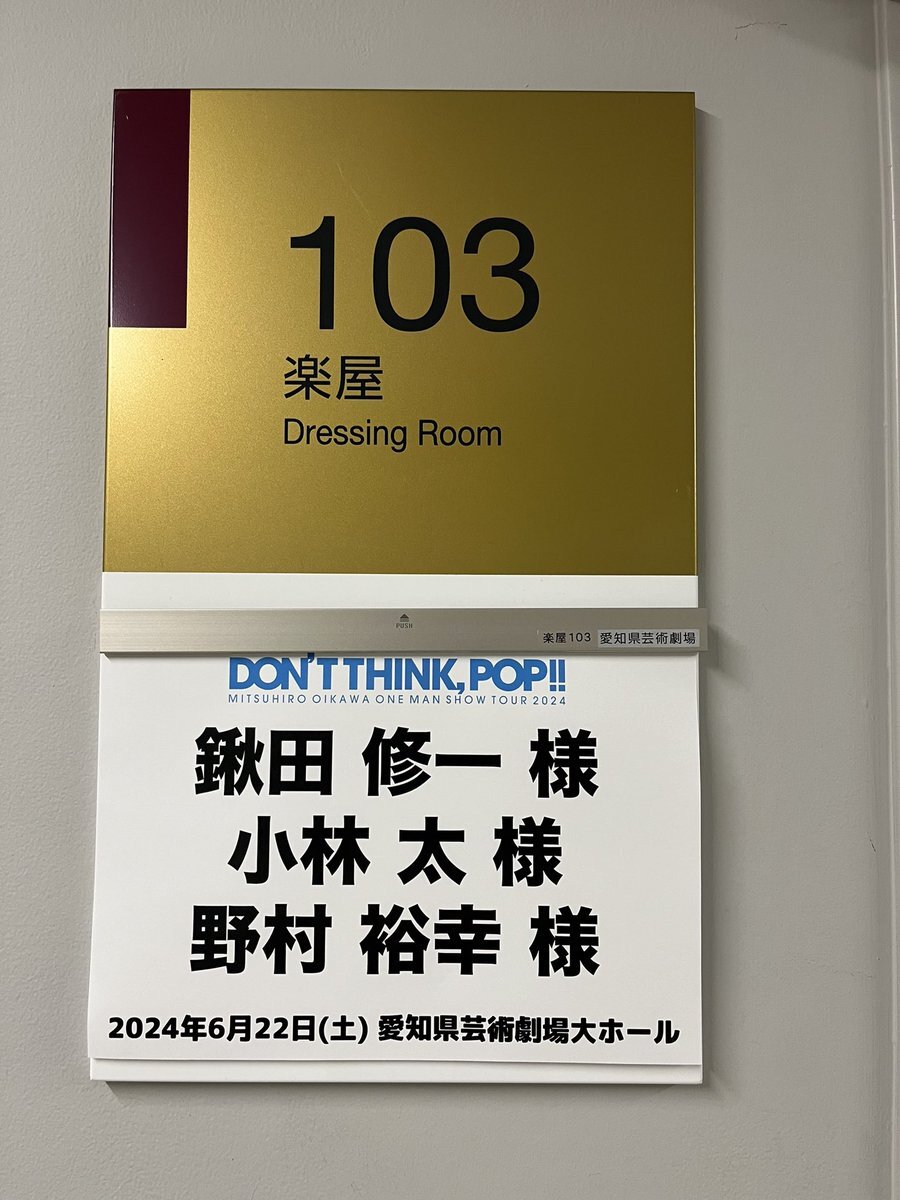 103
楽屋
Dressing Room
PUSH
楽屋103 愛知県芸術劇場
DON'T THINK, POP!!
MITSUHIRO OIKAWA ONE MAN SHOW TOUR 2024
鍬田 修一 様
小林 太 様
野村 裕幸 様
2024年6月22日(土) 愛知県芸術劇場大ホール